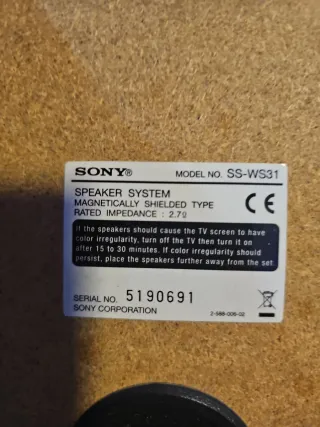 SONY® MODEL NO. SS-WS31
SPEAKER SYSTEM
MAGNETICALLY SHIELDED TYPE
RATED IMPEDANCE : 2.7Ω
CE
If the speakers should cause the TV screen to have
color irregularity, turn off the TV then turn it on
after 15 to 30 minutes. If color irregularity should
persist, place the speakers further away from the set.
SERIAL NO. 5190691
SONY CORPORATION 2-588-006-02